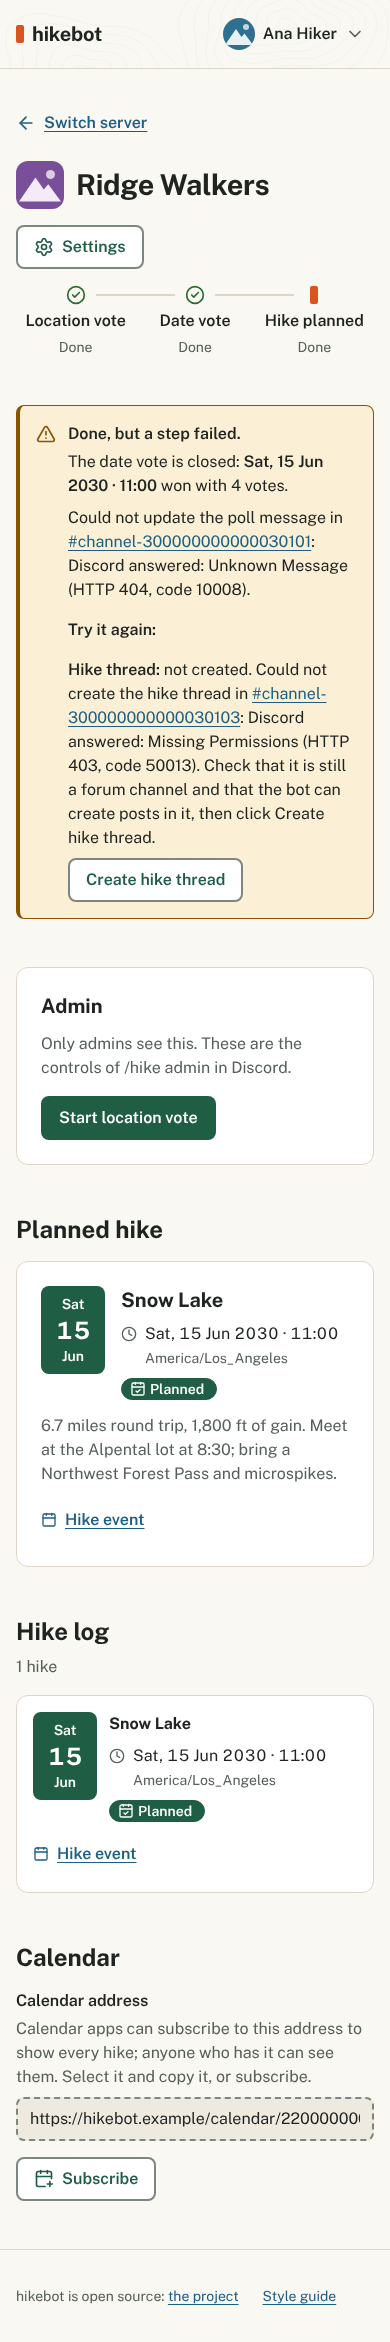 hikebot
Ana Hiker
Switch server
Ridge Walkers
Settings
Location vote
Done
Date vote
Done
Hike planned
Done
Done, but a step failed.
The date vote is closed: Sat, 15 Jun
2030 · 11:00 won with 4 votes.
Could not update the poll message in
#channel-300000000000030101:
Discord answered: Unknown Message
(HTTP 404, code 10008).
Try it again:
Hike thread: not created. Could not
create the hike thread in #channel-
300000000000030103: Discord
answered: Missing Permissions (HTTP
403, code 50013). Check that it is still
a forum channel and that the bot can
create posts in it, then click Create
hike thread.
Create hike thread
Admin
Only admins see this. These are the
controls of /hike admin in Discord.
Start location vote
Planned hike
Sat
15
Jun
Snow Lake
Sat, 15 Jun 2030 · 11:00
America/Los_Angeles
Planned
6.7 miles round trip, 1,800 ft of gain. Meet
at the Alpental lot at 8:30; bring a
Northwest Forest Pass and microspikes.
Hike event
Hike log
1 hike
Sat
15
Jun
Snow Lake
Sat, 15 Jun 2030 · 11:00
America/Los_Angeles
Planned
Hike event
Calendar
Calendar address
Calendar apps can subscribe to this address to
show every hike; anyone who has it can see
them. Select it and copy it, or subscribe.
https://hikebot.example/calendar/220000000
Subscribe
hikebot is open source: the project
Style guide